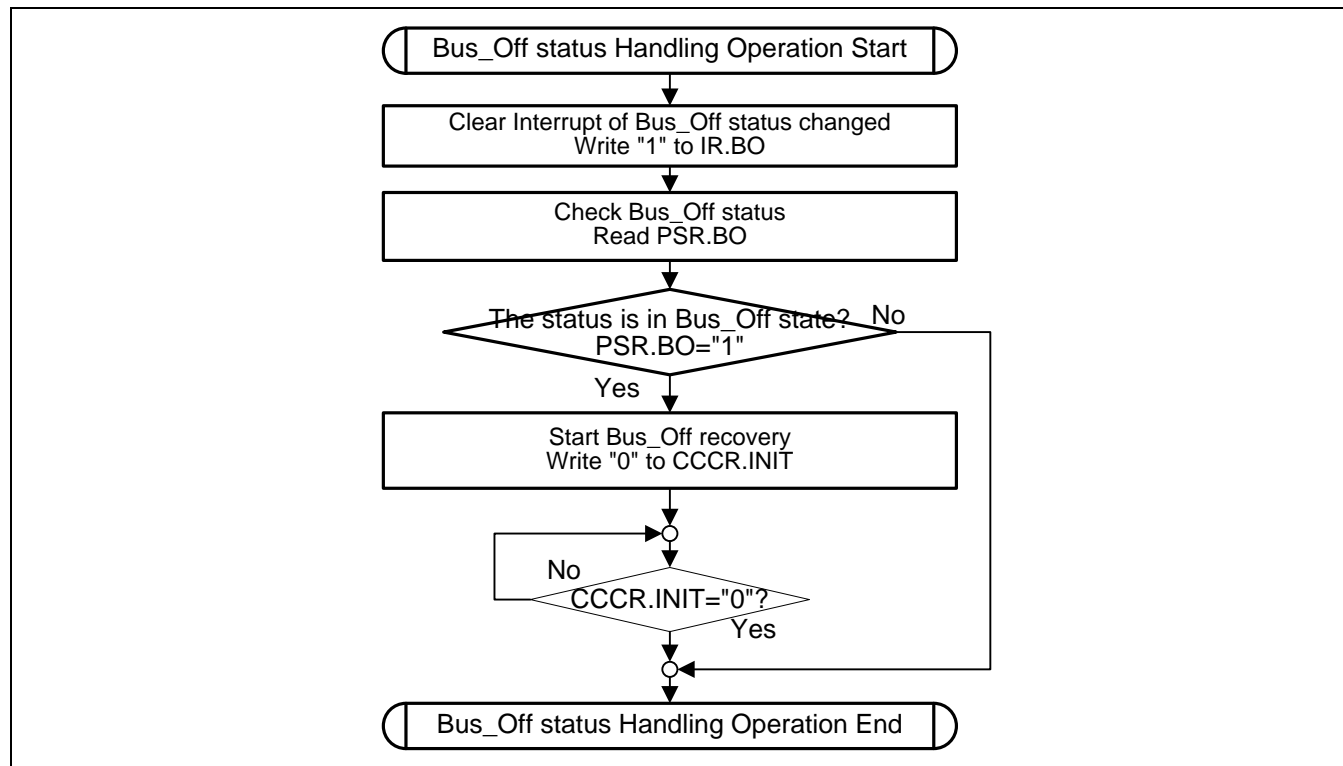 Bus_Off status Handling Operation Start
Clear Interrupt of Bus_Off status changed
Write "1" to IR.BO
Check Bus_Off status
Read PSR.BO
The status is in Bus_Off state?
No
PSR.BO="1"
Yes
Start Bus_Off recovery
Write "0" to CCCR.INIT
No
CCCR.INIT="0"?
Yes
Bus_Off status Handling Operation End